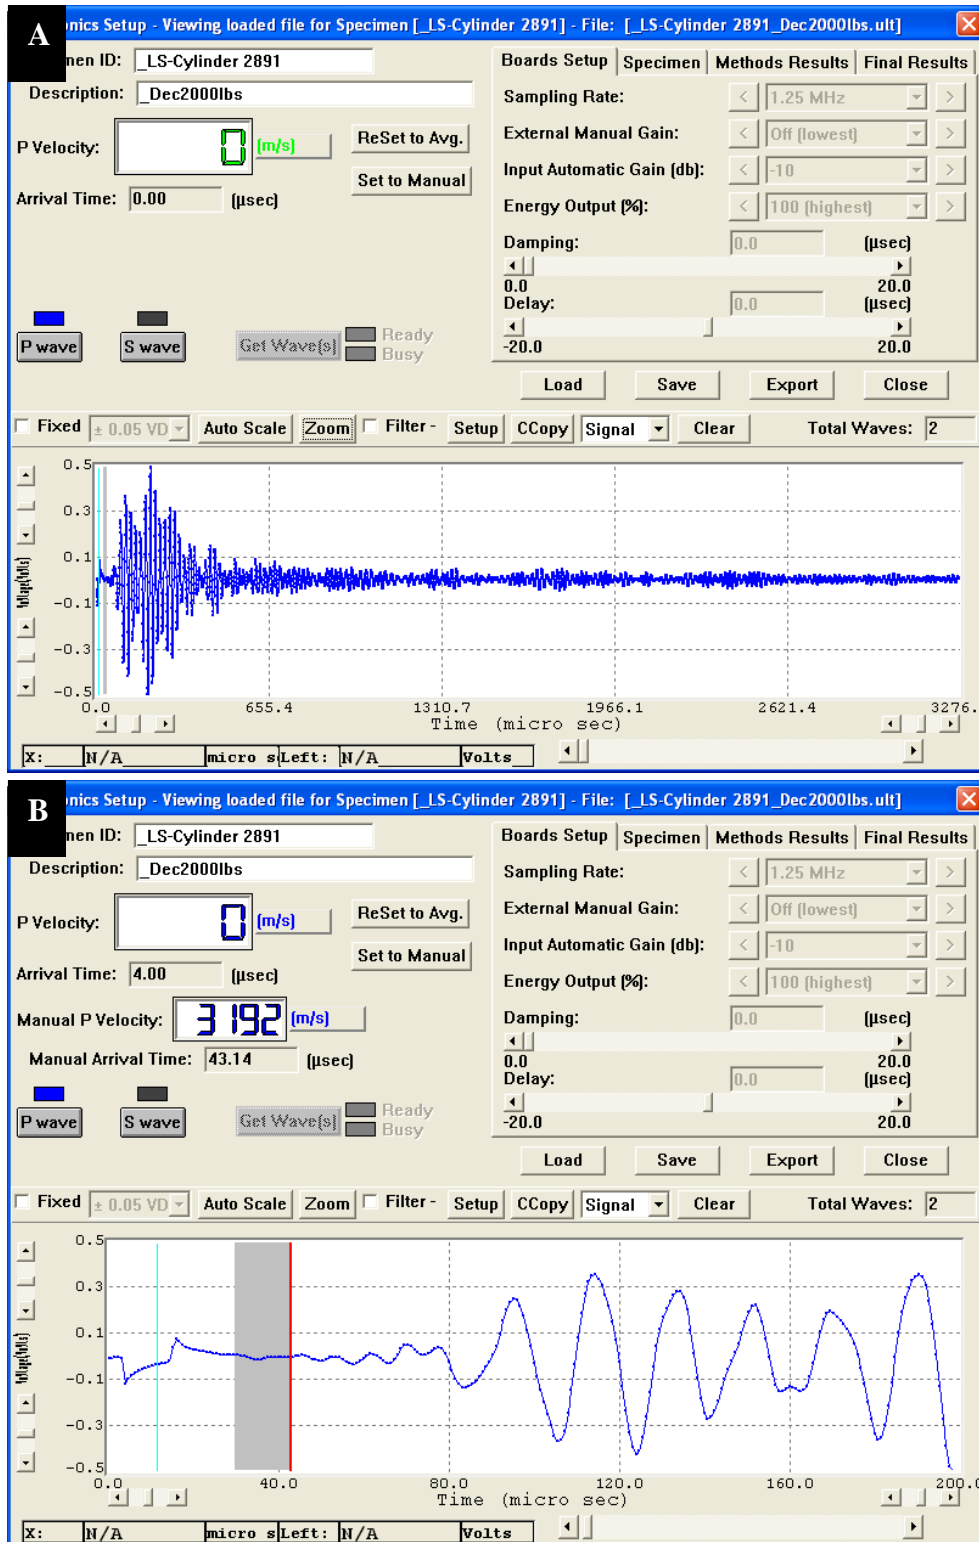 A
onics Setup - Viewing loaded file for Specimen [_LS-Cylinder 2891] - File: [_LS-Cylinder 2891_Dec2000lbs.ult]
men ID: _LS-Cylinder 2891
Description: _Dec2000lbs
P Velocity: 0 (m/s) ReSet to Avg.
Set to Manual
Arrival Time: 0.00 (µsec)
P wave S wave Get Wave(s) Ready
Busy
Boards Setup Specimen Methods Results Final Results
Sampling Rate: < 1.25 MHz >
External Manual Gain: < Off (lowest) >
Input Automatic Gain (db): < -10 >
Energy Output (%): < 100 (highest) >
Damping: 0.0 (µsec)
0.0 20.0
Delay: 0.0 (µsec)
-20.0 20.0
Load Save Export Close
Fixed ± 0.05 VD Auto Scale Zoom Filter - Setup CCopy Signal Clear Total Waves: 2
0.5
0.3
0.1
-0.1
-0.3
-0.5
0.0 655.4 1310.7 1966.1 2621.4 3276.
Time (micro sec)
X: N/A micro s Left: N/A Volts
B
onics Setup - Viewing loaded file for Specimen [_LS-Cylinder 2891] - File: [_LS-Cylinder 2891_Dec2000lbs.ult]
men ID: _LS-Cylinder 2891
Description: _Dec2000lbs
P Velocity: 0 (m/s) ReSet to Avg.
Set to Manual
Arrival Time: 4.00 (µsec)
Manual P Velocity: 3192 (m/s)
Manual Arrival Time: 43.14 (µsec)
P wave S wave Get Wave(s) Ready
Busy
Boards Setup Specimen Methods Results Final Results
Sampling Rate: < 1.25 MHz >
External Manual Gain: < Off (lowest) >
Input Automatic Gain (db): < -10 >
Energy Output (%): < 100 (highest) >
Damping: 0.0 (µsec)
0.0 20.0
Delay: 0.0 (µsec)
-20.0 20.0
Load Save Export Close
Fixed ± 0.05 VD Auto Scale Zoom Filter - Setup CCopy Signal Clear Total Waves: 2
0.5
0.3
0.1
-0.1
-0.3
-0.5
0.0 40.0 80.0 120.0 160.0 200.0
Time (micro sec)
X: N/A micro s Left: N/A Volts